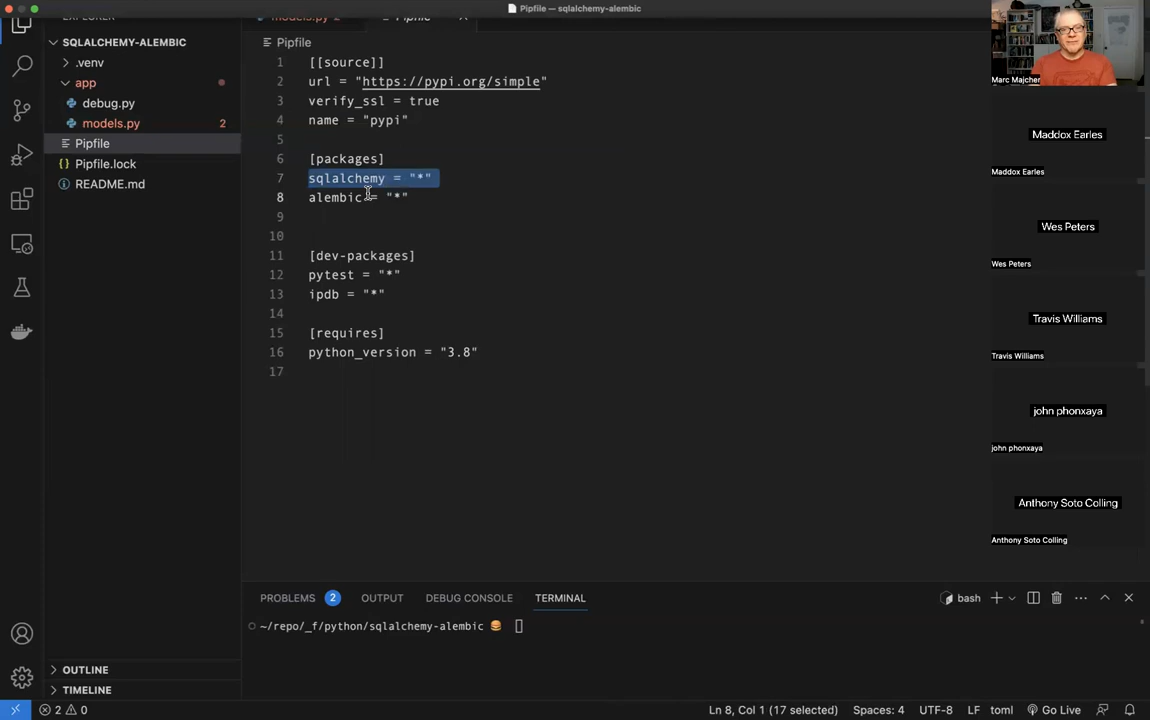 Pipfile — sqlalchemy-alembic
EXPLORER
SQLALCHEMY-ALEMBIC
.venv
app
debug.py
models.py
2
Pipfile
{} Pipfile.lock
README.md
models.py 2
Pipfile
Pipfile
1 [[source]]
2 url = "https://pypi.org/simple"
3 verify_ssl = true
4 name = "pypi"
5
6 [packages]
7 sqlalchemy = "*"
8 alembic = "*"
9
10
11 [dev-packages]
12 pytest = "*"
13 ipdb = "*"
14
15 [requires]
16 python_version = "3.8"
17
PROBLEMS 2 OUTPUT DEBUG CONSOLE TERMINAL
bash
~/repo/_f/python/sqlalchemy-alembic 🍔
OUTLINE
TIMELINE
2 0
Ln 8, Col 1 (17 selected) Spaces: 4 UTF-8 LF toml Go Live
Marc Majcher
Maddox Earles
Maddox Earles
Wes Peters
Wes Peters
Travis Williams
Travis Williams
john phonxaya
john phonxaya
Anthony Soto Colling
Anthony Soto Colling